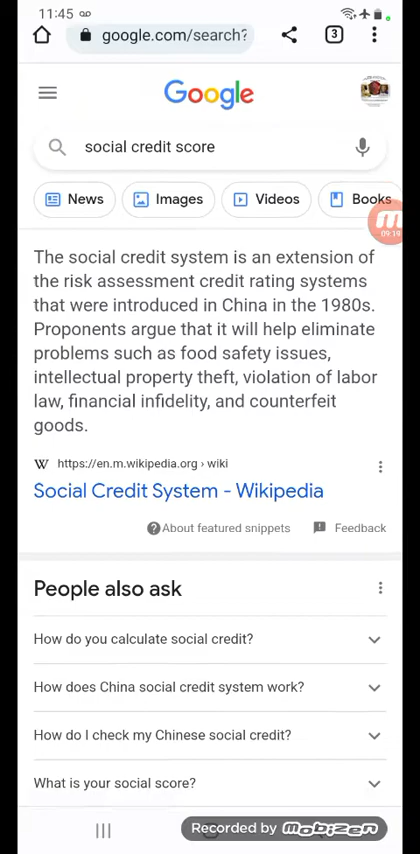 11:45
google.com/search?
3
Google
social credit score
News Images Videos Books
09:19
The social credit system is an extension of
the risk assessment credit rating systems
that were introduced in China in the 1980s.
Proponents argue that it will help eliminate
problems such as food safety issues,
intellectual property theft, violation of labor
law, financial infidelity, and counterfeit
goods.
W https://en.m.wikipedia.org › wiki
Social Credit System - Wikipedia
About featured snippets Feedback
People also ask
How do you calculate social credit?
How does China social credit system work?
How do I check my Chinese social credit?
What is your social score?
Recorded by mobizen